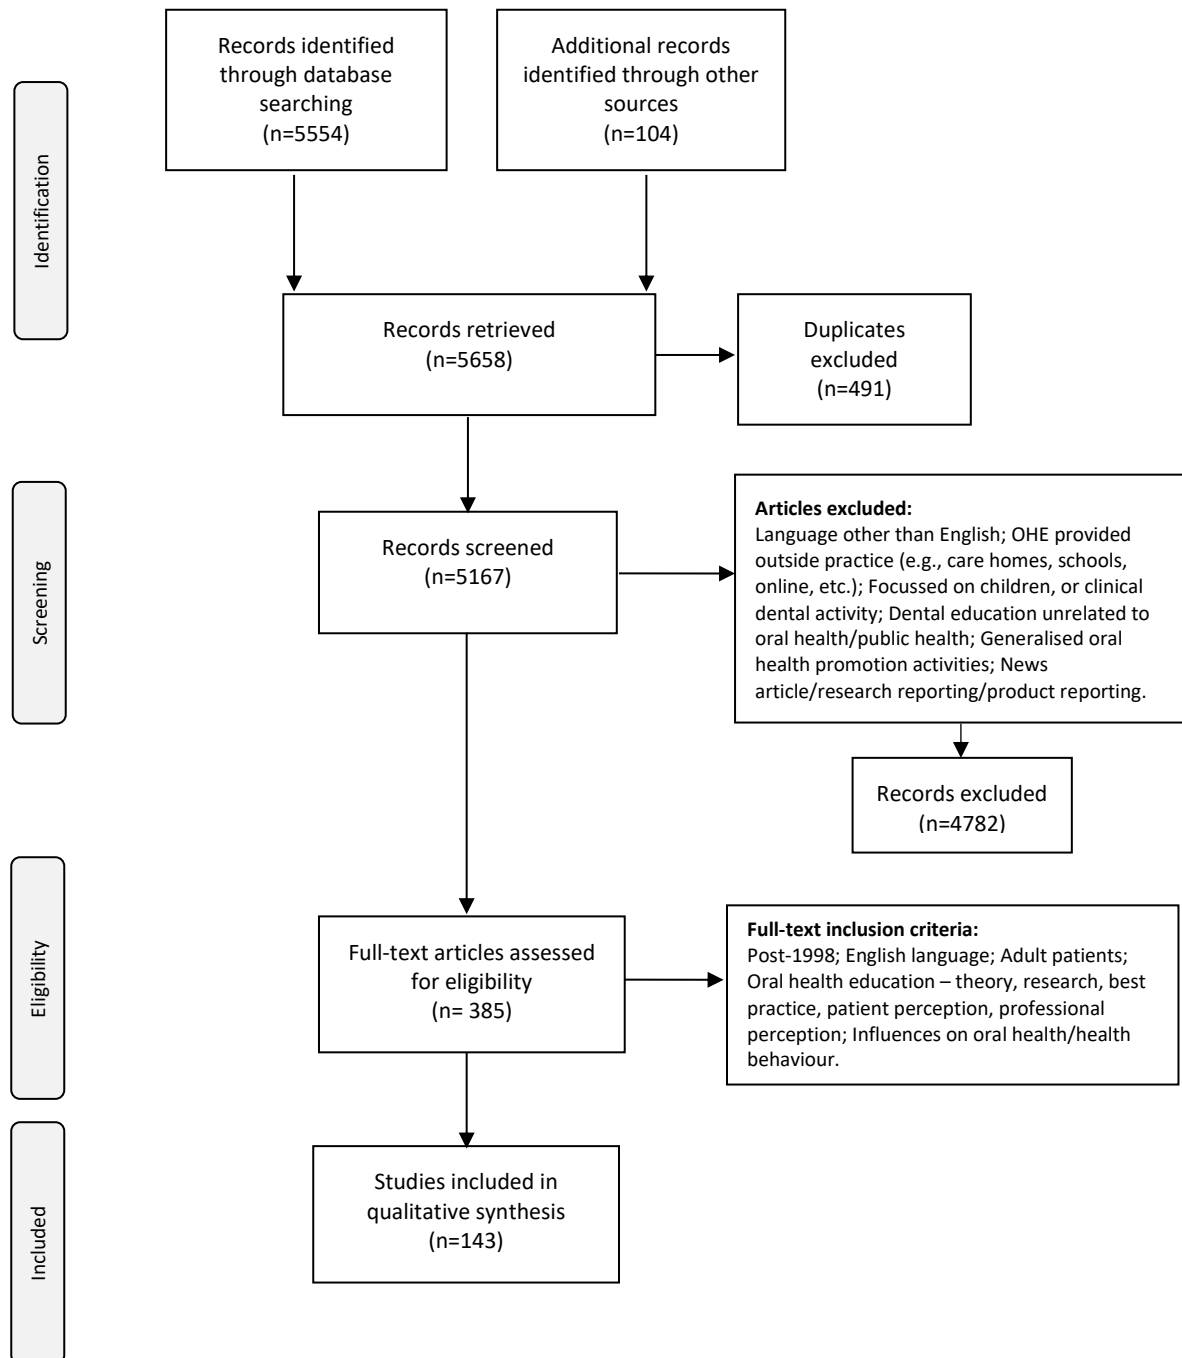 Records identified
through database
searching
(n=5554)
Additional records
identified through other
sources
(n=104)
Identification
Records retrieved
(n=5658)
Duplicates
excluded
(n=491)
Screening
Records screened
(n=5167)
Articles excluded:
Language other than English; OHE provided
outside practice (e.g., care homes, schools,
online, etc.); Focussed on children, or clinical
dental activity; Dental education unrelated to
oral health/public health; Generalised oral
health promotion activities; News
article/research reporting/product reporting.
Records excluded
(n=4782)
Eligibility
Full-text articles assessed
for eligibility
(n= 385)
Full-text inclusion criteria:
Post-1998; English language; Adult patients;
Oral health education – theory, research, best
practice, patient perception, professional
perception; Influences on oral health/health
behaviour.
Included
Studies included in
qualitative synthesis
(n=143)